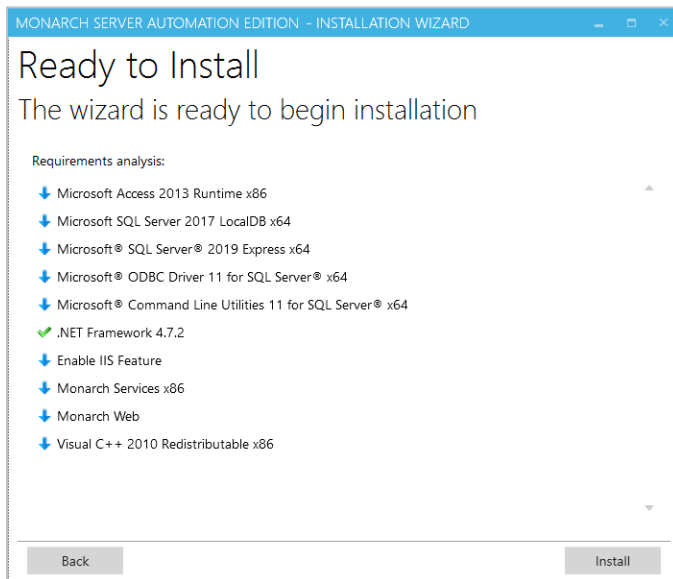 MONARCH SERVER AUTOMATION EDITION - INSTALLATION WIZARD
Ready to Install
The wizard is ready to begin installation
Requirements analysis:
Microsoft Access 2013 Runtime x86
Microsoft SQL Server 2017 LocalDB x64
Microsoft® SQL Server® 2019 Express x64
Microsoft® ODBC Driver 11 for SQL Server® x64
Microsoft® Command Line Utilities 11 for SQL Server® x64
.NET Framework 4.7.2
Enable IIS Feature
Monarch Services x86
Monarch Web
Visual C++ 2010 Redistributable x86
Back
Install